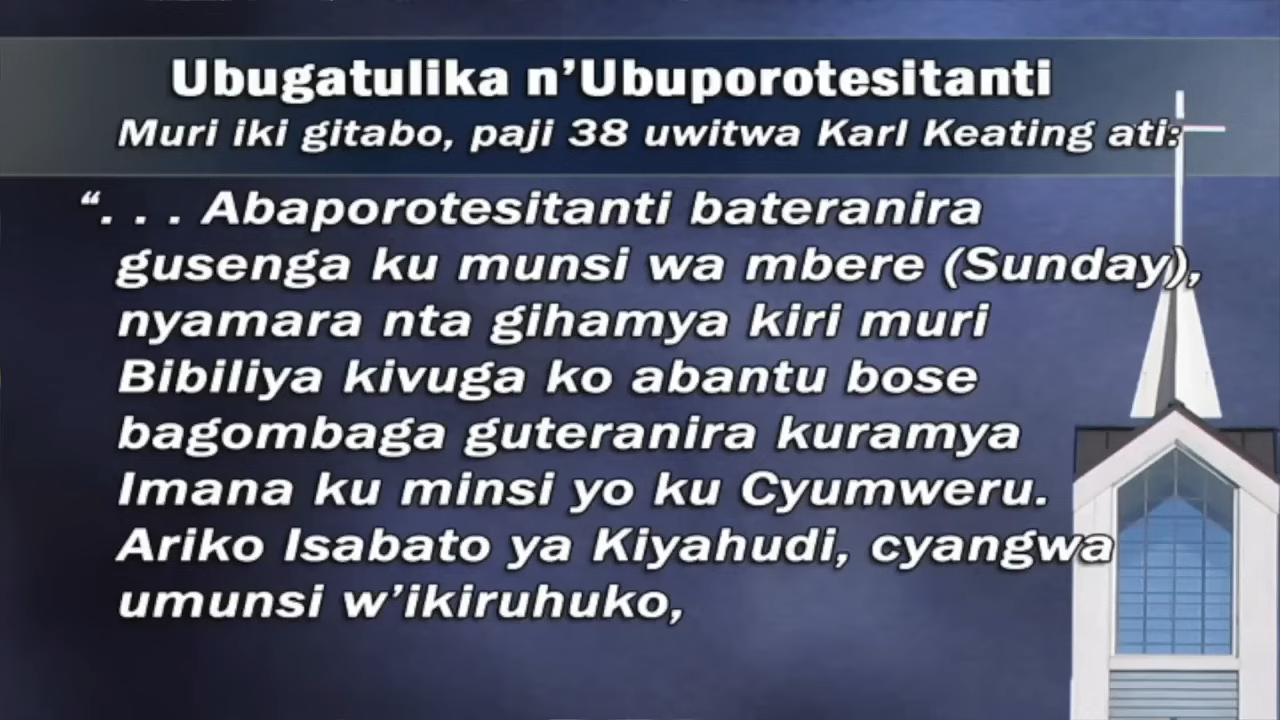 Ubugatulika n'Ubuporotesitanti
Muri iki gitabo, paji 38 uwitwa Karl Keating ati:
“. . . Abaporotesitanti bateranira
gusenga ku munsi wa mbere (Sunday),
nyamara nta gihamya kiri muri
Bibiliya kivuga ko abantu bose
bagombaga guteranira kuramya
Imana ku minsi yo ku Cyumweru.
Ariko Isabato ya Kiyahudi, cyangwa
umunsi w'ikiruhuko,